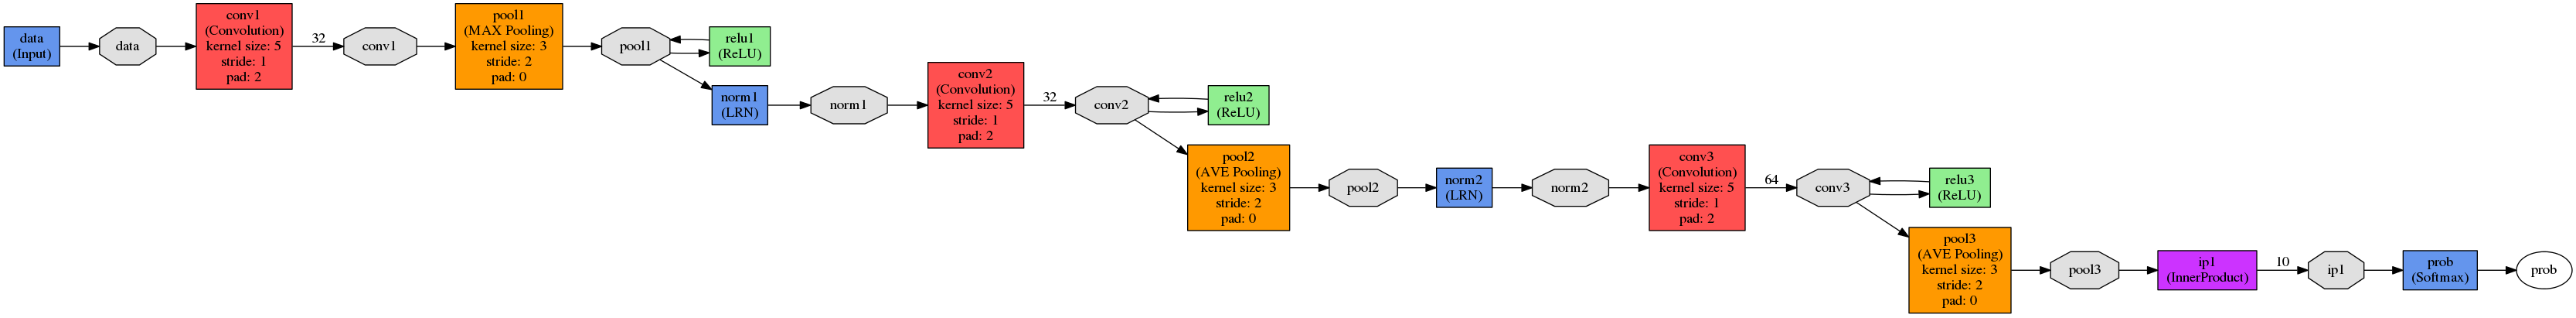 data
(Input)
data
conv1
(Convolution)
kernel size: 5
stride: 1
pad: 2
32
conv1
pool1
(MAX Pooling)
kernel size: 3
stride: 2
pad: 0
pool1
relu1
(ReLU)
norm1
(LRN)
norm1
conv2
(Convolution)
kernel size: 5
stride: 1
pad: 2
32
conv2
relu2
(ReLU)
pool2
(AVE Pooling)
kernel size: 3
stride: 2
pad: 0
pool2
norm2
(LRN)
norm2
conv3
(Convolution)
kernel size: 5
stride: 1
pad: 2
64
conv3
relu3
(ReLU)
pool3
(AVE Pooling)
kernel size: 3
stride: 2
pad: 0
pool3
ip1
(InnerProduct)
10
ip1
prob
(Softmax)
prob